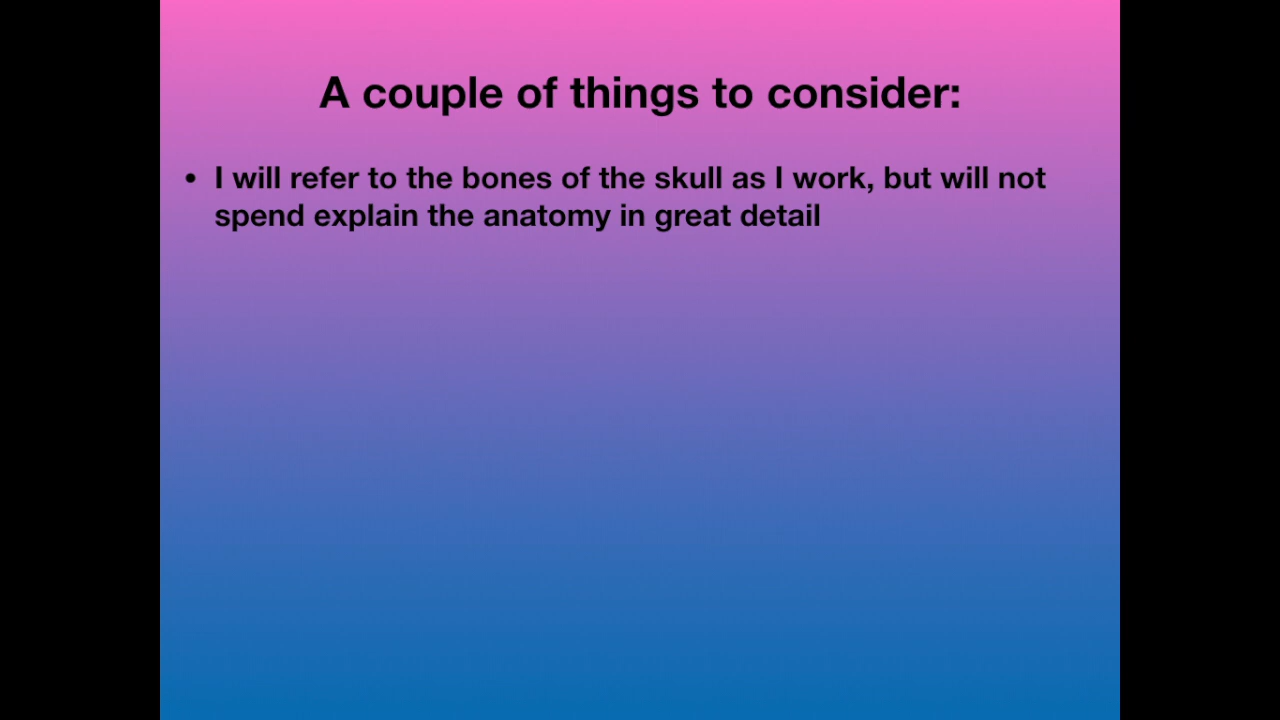 A couple of things to consider:
• I will refer to the bones of the skull as I work, but will not
spend explain the anatomy in great detail